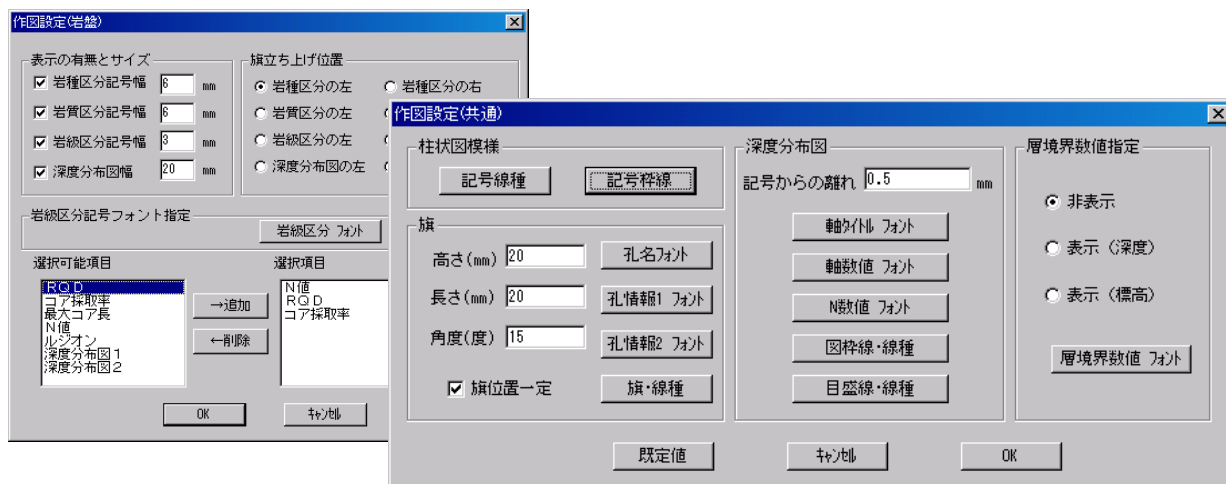 作図設定(岩盤)
表示の有無とサイズ
岩種区分記号幅 6 mm
岩質区分記号幅 6 mm
岩級区分記号幅 3 mm
深度分布図幅 20 mm
旗立ち上げ位置
岩種区分の左 岩種区分の右
岩質区分の左
岩級区分の左
深度分布図の左
岩級区分記号フォント指定
岩級区分 フォント
選択可能項目
RQD
コア採取率
最大コア長
N値
ルジオン
深度分布図1
深度分布図2
→追加
←削除
選択項目
N値
RQD
コア採取率
OK
キャンセル
作図設定(共通)
柱状図模様
記号線種
記号枠線
旗
高さ(mm) 20
孔名フォント
長さ(mm) 20
孔情報1 フォント
角度(度) 15
孔情報2 フォント
旗位置一定
旗・線種
深度分布図
記号からの離れ 0.5 mm
軸タイトル フォント
軸数値 フォント
N数値 フォント
図枠線・線種
目盛線・線種
層境界数値指定
非表示
表示(深度)
表示(標高)
層境界数値 フォント
既定値
キャンセル
OK